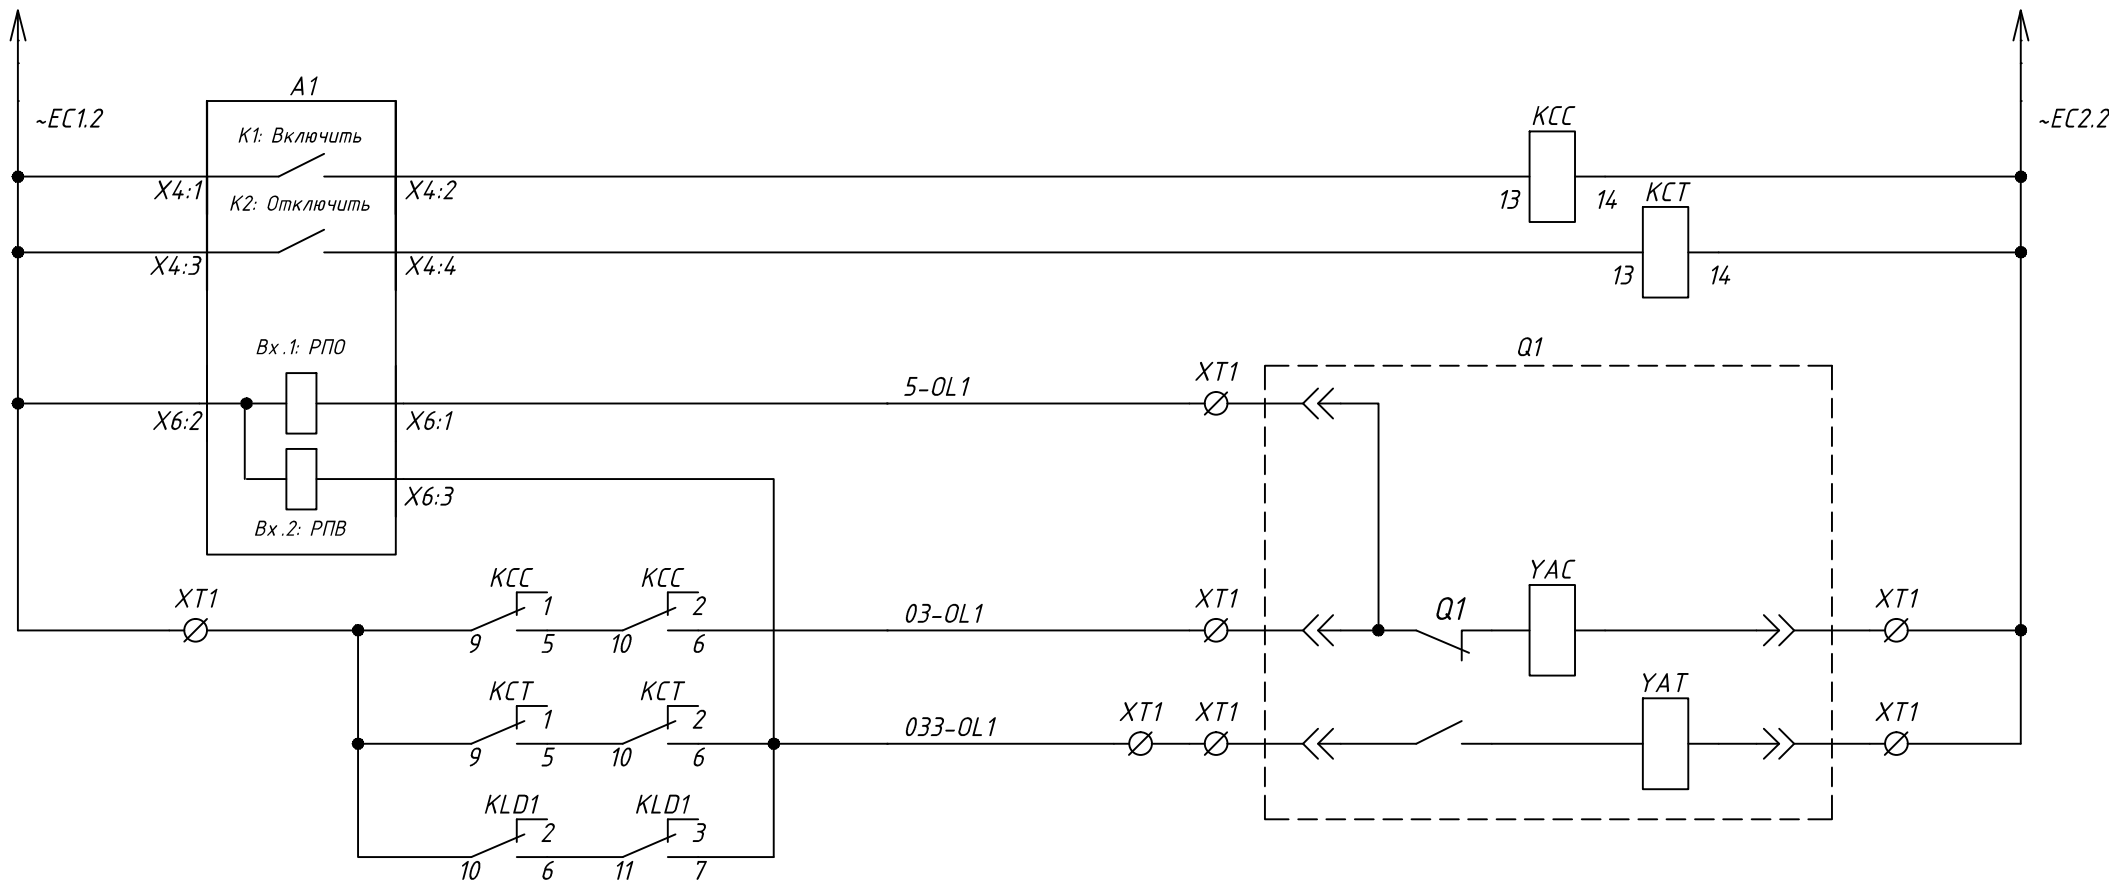 A1
~EC1.2
~EC2.2
K1: Включить
KCC
X4:1
X4:2
13
14
KCT
K2: Отключить
X4:3
X4:4
13
14
Вх.1: РПО
Q1
5-OL1
XT1
X6:2
X6:1
X6:3
Вх.2: РПВ
XT1
KCC
1
KCC
2
03-OL1
XT1
Q1
YAC
XT1
9
5
10
6
KCT
1
KCT
2
033-OL1
XT1
XT1
YAT
XT1
9
5
10
6
KLD1
2
KLD1
3
10
6
11
7